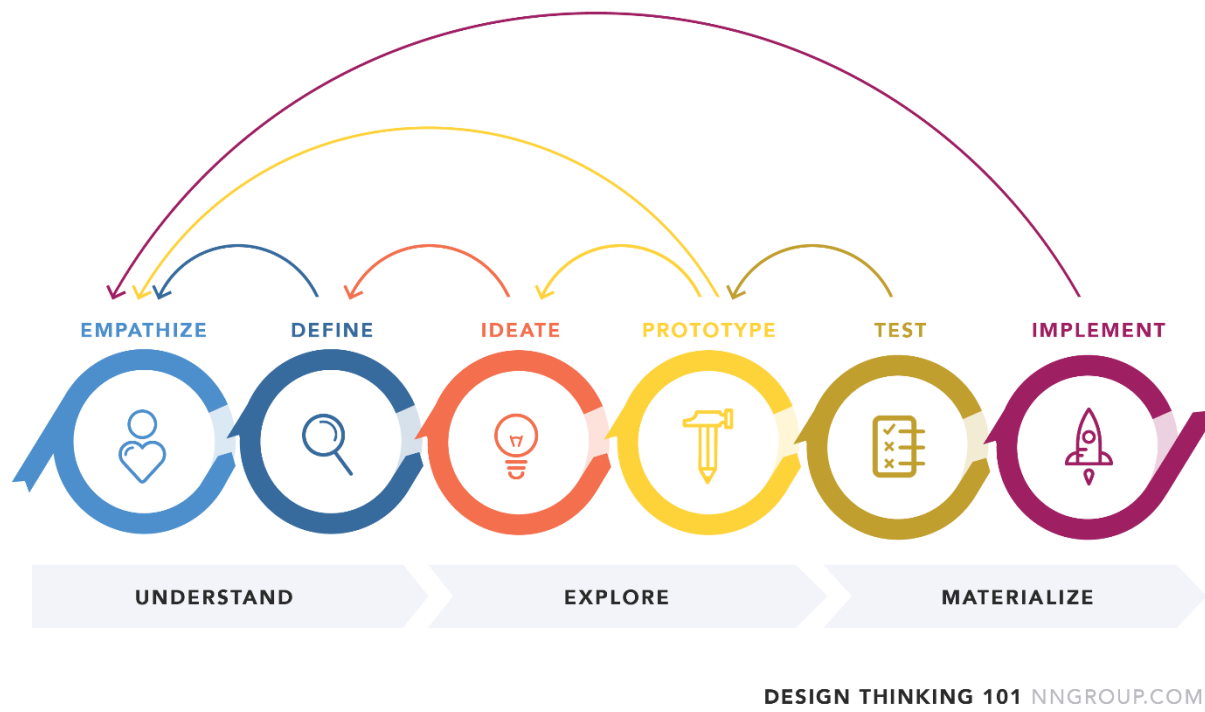 EMPATHIZE
DEFINE
IDEATE
PROTOTYPE
TEST
IMPLEMENT
UNDERSTAND
EXPLORE
MATERIALIZE
DESIGN THINKING 101 NNGROUP.COM